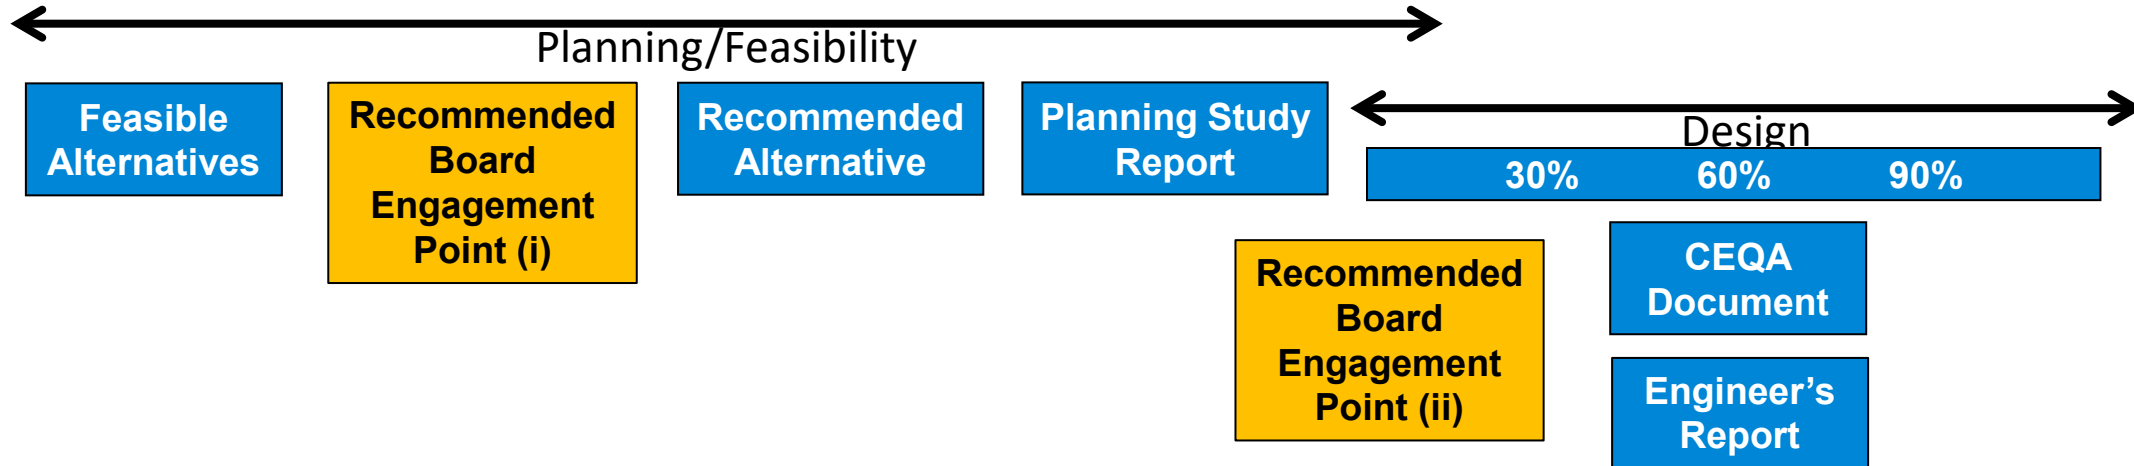 Planning/Feasibility
Feasible
Alternatives
Recommended
Board
Engagement
Point (i)
Recommended
Alternative
Planning Study
Report
Design
30% 60% 90%
Recommended
Board
Engagement
Point (ii)
CEQA
Document
Engineer’s
Report